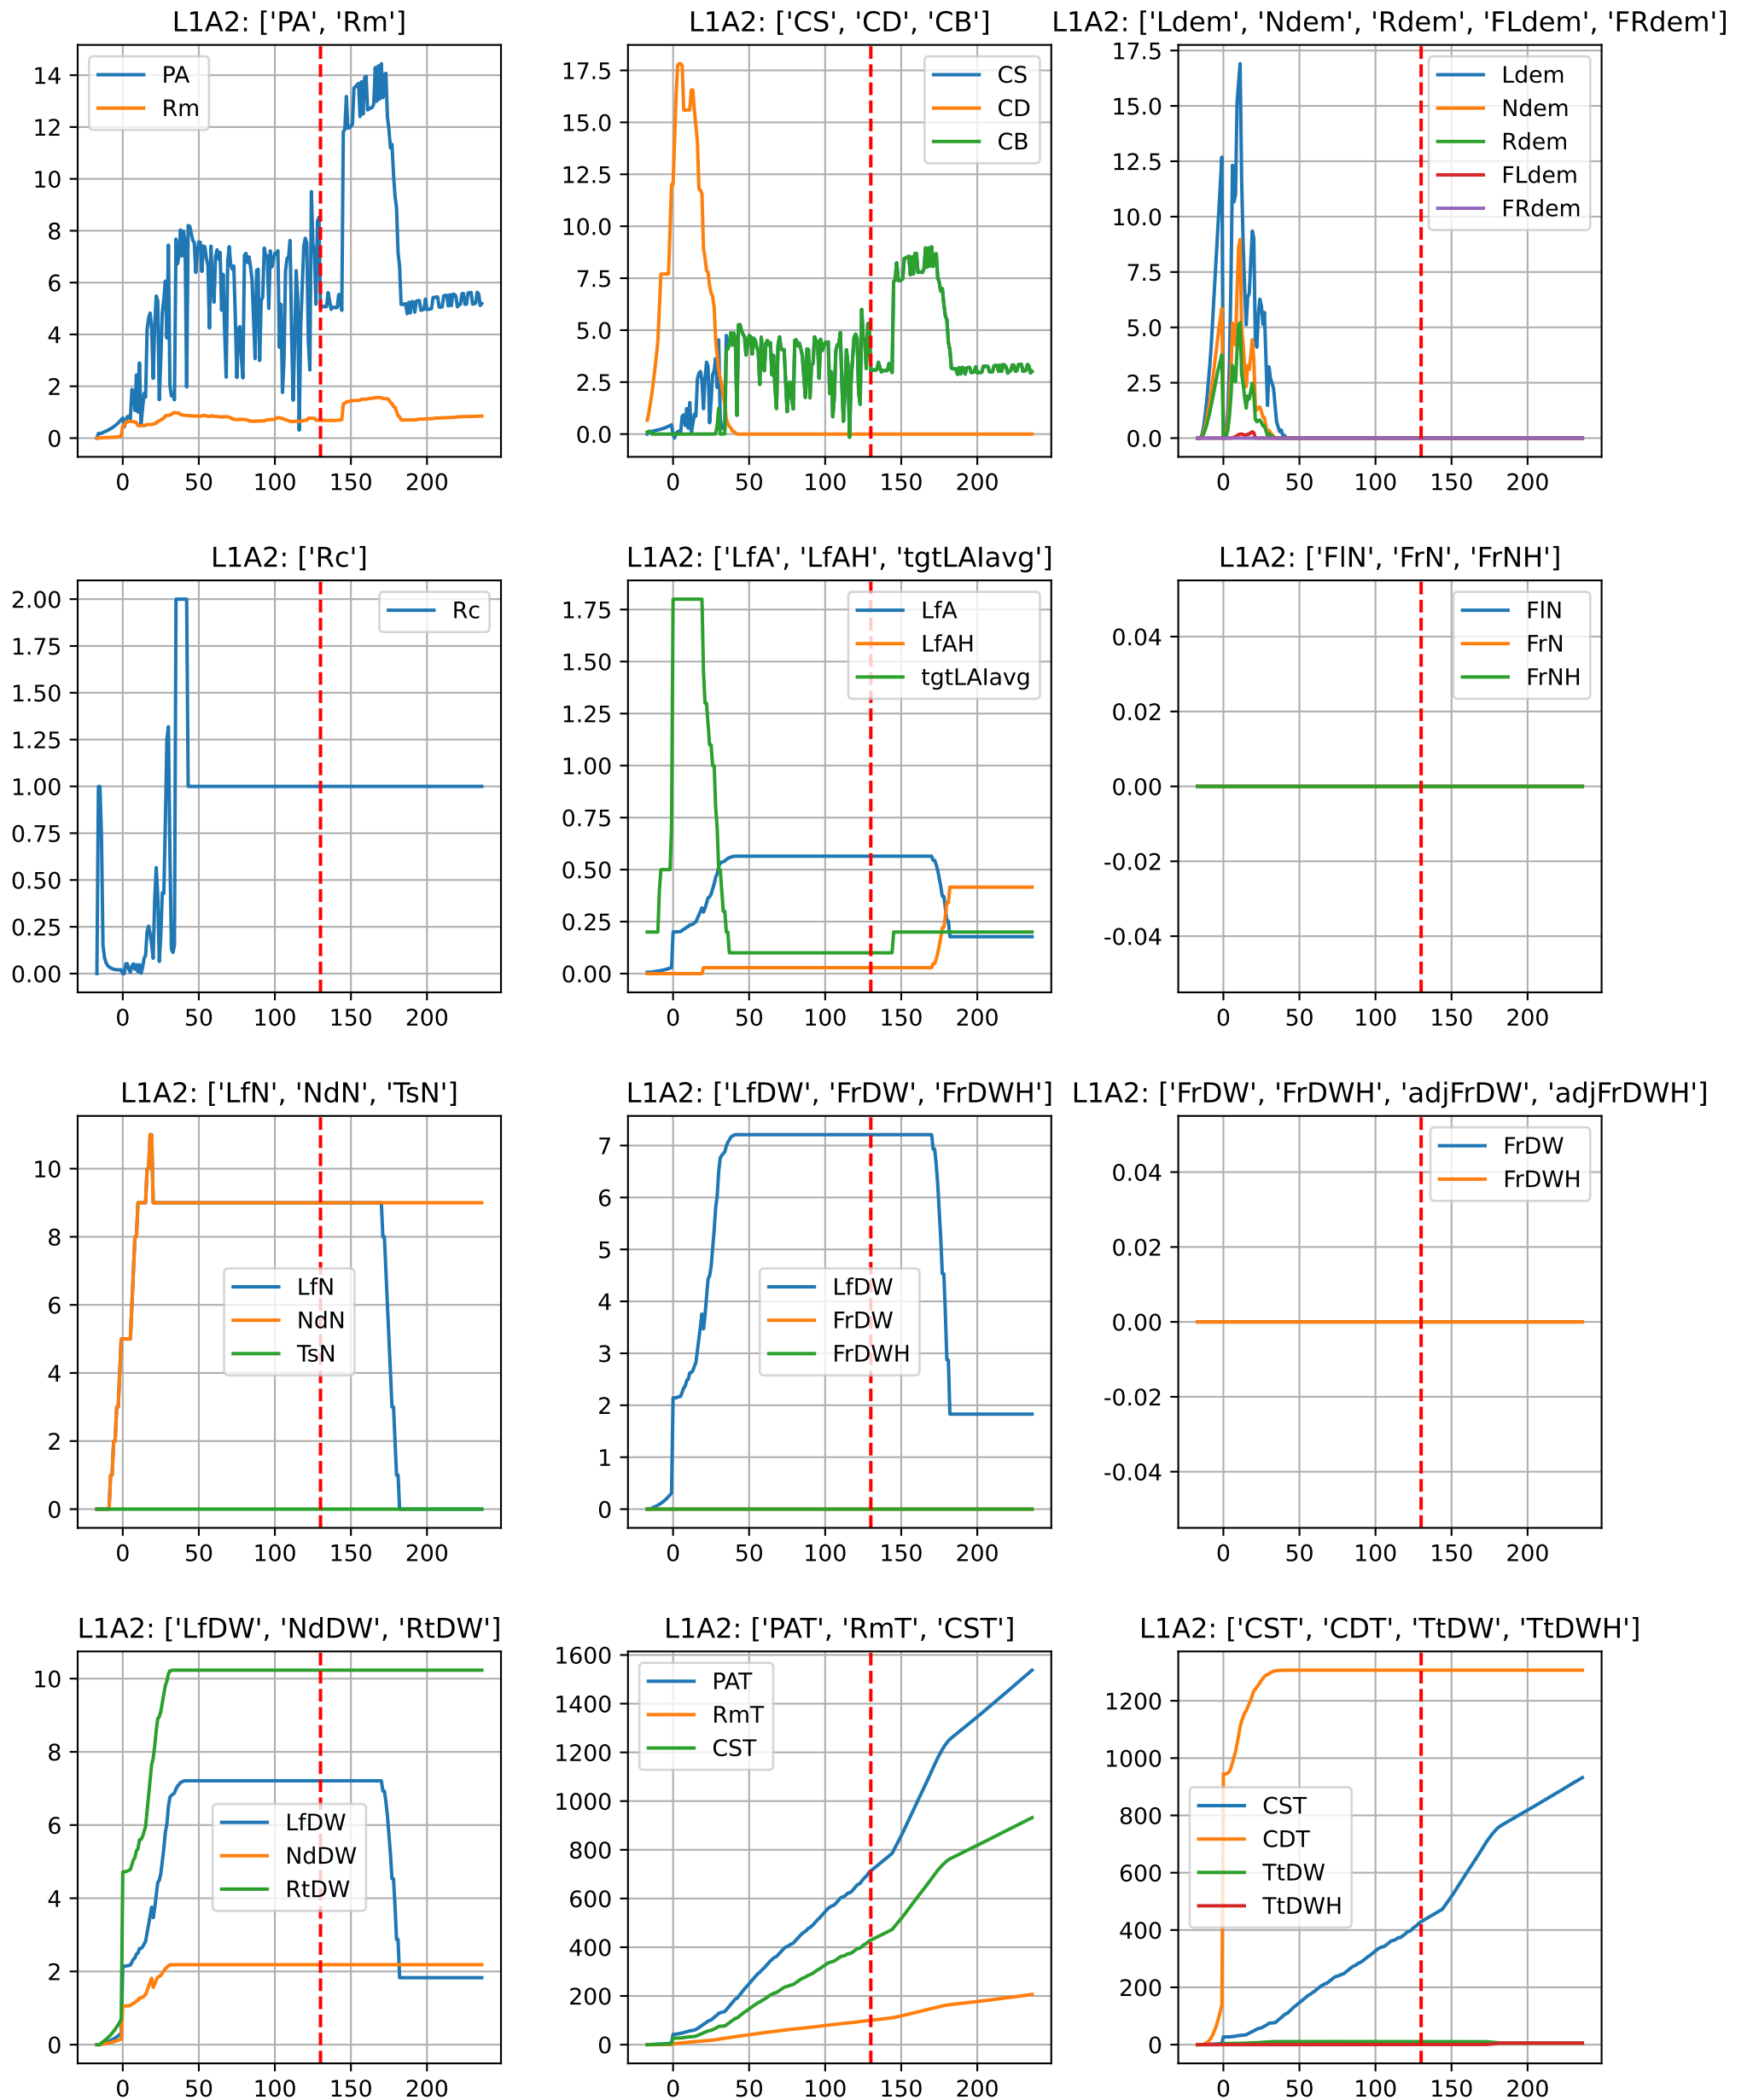 L1A2: ['PA', 'Rm']
14
12
10
8
6
4
2
0
0 50 100 150 200
PA
Rm
L1A2: ['CS', 'CD', 'CB']
17.5
15.0
12.5
10.0
7.5
5.0
2.5
0.0
0 50 100 150 200
CS
CD
CB
L1A2: ['Ldem', 'Ndem', 'Rdem', 'FLdem', 'FRdem']
17.5
15.0
12.5
10.0
7.5
5.0
2.5
0.0
0 50 100 150 200
Ldem
Ndem
Rdem
FLdem
FRdem
L1A2: ['Rc']
2.00
1.75
1.50
1.25
1.00
0.75
0.50
0.25
0.00
0 50 100 150 200
Rc
L1A2: ['LfA', 'LfAH', 'tgtLAIavg']
1.75
1.50
1.25
1.00
0.75
0.50
0.25
0.00
0 50 100 150 200
LfA
LfAH
tgtLAIavg
L1A2: ['FlN', 'FrN', 'FrNH']
0.04
0.02
0.00
-0.02
-0.04
0 50 100 150 200
FlN
FrN
FrNH
L1A2: ['LfN', 'NdN', 'TsN']
10
8
6
4
2
0
0 50 100 150 200
LfN
NdN
TsN
L1A2: ['LfDW', 'FrDW', 'FrDWH']
7
6
5
4
3
2
1
0
0 50 100 150 200
LfDW
FrDW
FrDWH
L1A2: ['FrDW', 'FrDWH', 'adjFrDW', 'adjFrDWH']
0.04
0.02
0.00
-0.02
-0.04
0 50 100 150 200
FrDW
FrDWH
L1A2: ['LfDW', 'NdDW', 'RtDW']
10
8
6
4
2
0
0 50 100 150 200
LfDW
NdDW
RtDW
L1A2: ['PAT', 'RmT', 'CST']
1600
1400
1200
1000
800
600
400
200
0
0 50 100 150 200
PAT
RmT
CST
L1A2: ['CST', 'CDT', 'TtDW', 'TtDWH']
1200
1000
800
600
400
200
0
0 50 100 150 200
CST
CDT
TtDW
TtDWH